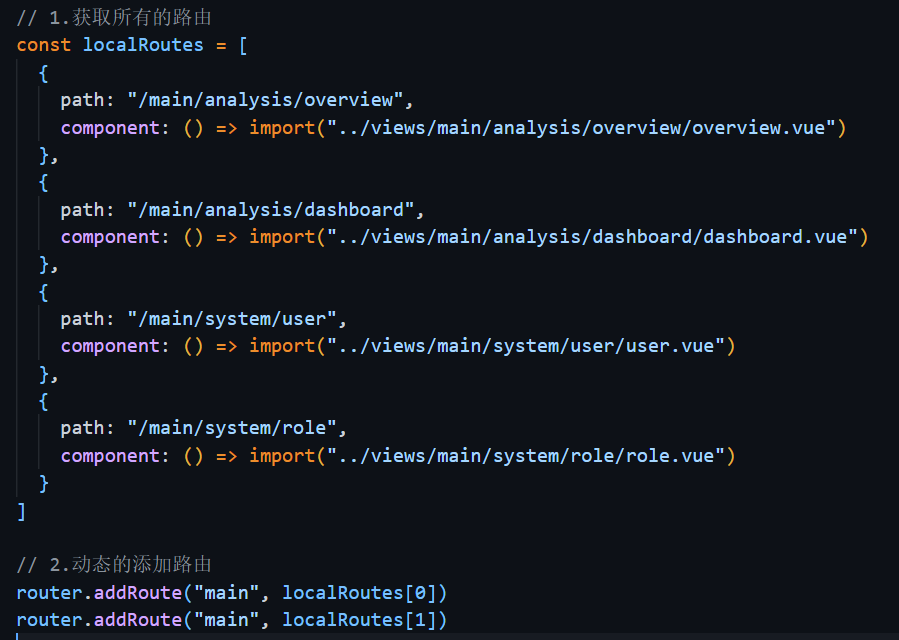 // 1.获取所有的路由
const localRoutes = [
  {
    path: "/main/analysis/overview",
    component: () => import("../views/main/analysis/overview/overview.vue")
  },
  {
    path: "/main/analysis/dashboard",
    component: () => import("../views/main/analysis/dashboard/dashboard.vue")
  },
  {
    path: "/main/system/user",
    component: () => import("../views/main/system/user/user.vue")
  },
  {
    path: "/main/system/role",
    component: () => import("../views/main/system/role/role.vue")
  }
]

// 2.动态的添加路由
router.addRoute("main", localRoutes[0])
router.addRoute("main", localRoutes[1])